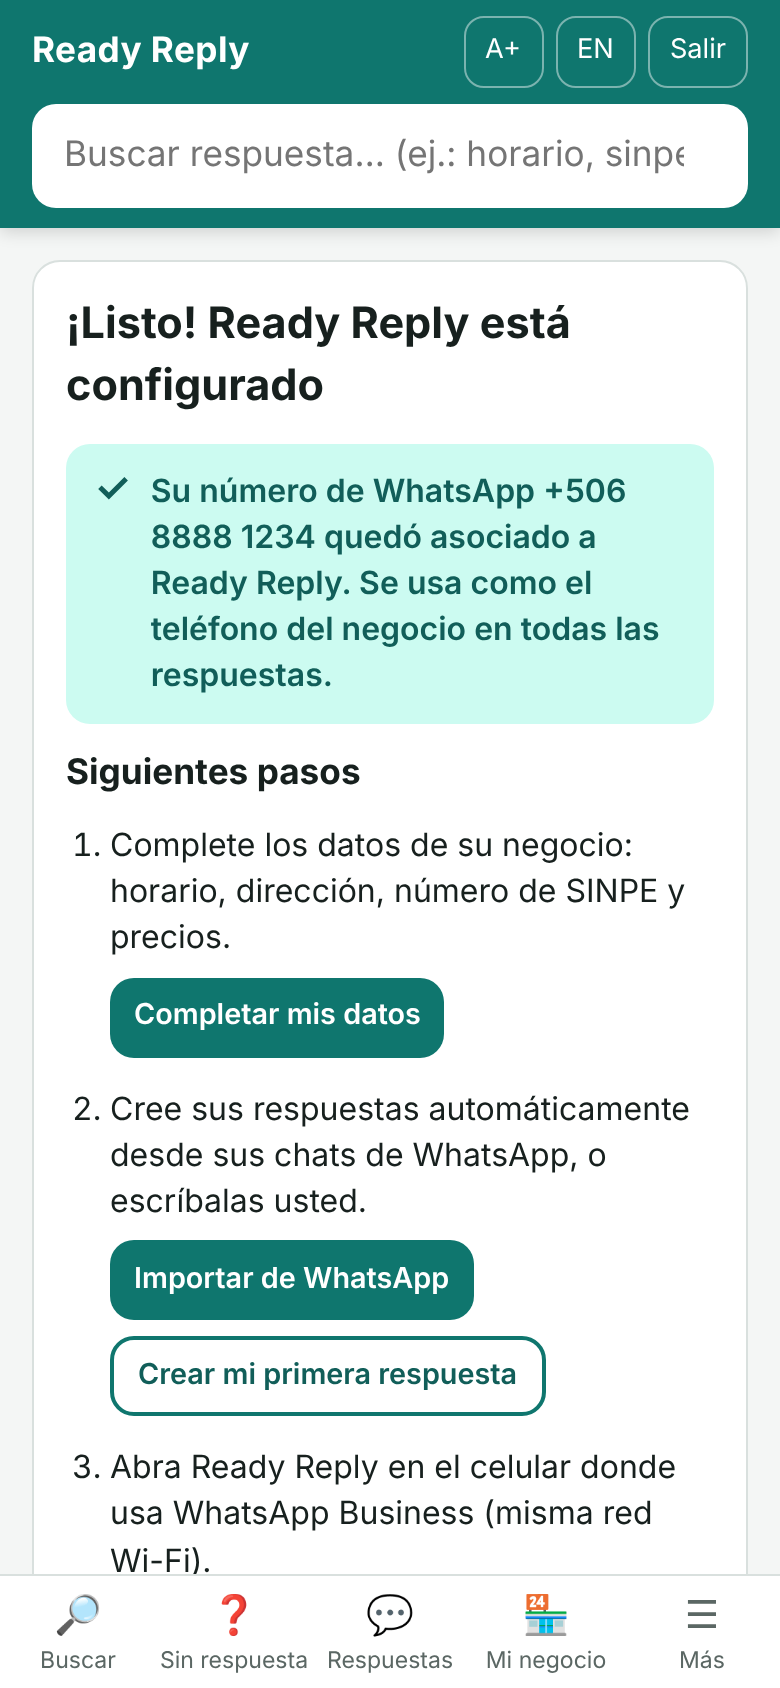 Ready Reply
A+
EN
Salir
Buscar respuesta... (ej.: horario, sinpe
¡Listo! Ready Reply está
configurado
Su número de WhatsApp +506
8888 1234 quedó asociado a
Ready Reply. Se usa como el
teléfono del negocio en todas las
respuestas.
Siguientes pasos
1. Complete los datos de su negocio:
horario, dirección, número de SINPE y
precios.
Completar mis datos
2. Cree sus respuestas automáticamente
desde sus chats de WhatsApp, o
escríbalas usted.
Importar de WhatsApp
Crear mi primera respuesta
3. Abra Ready Reply en el celular donde
usa WhatsApp Business (misma red
Wi-Fi).
24
Buscar
Sin respuesta
Respuestas
Mi negocio
Más